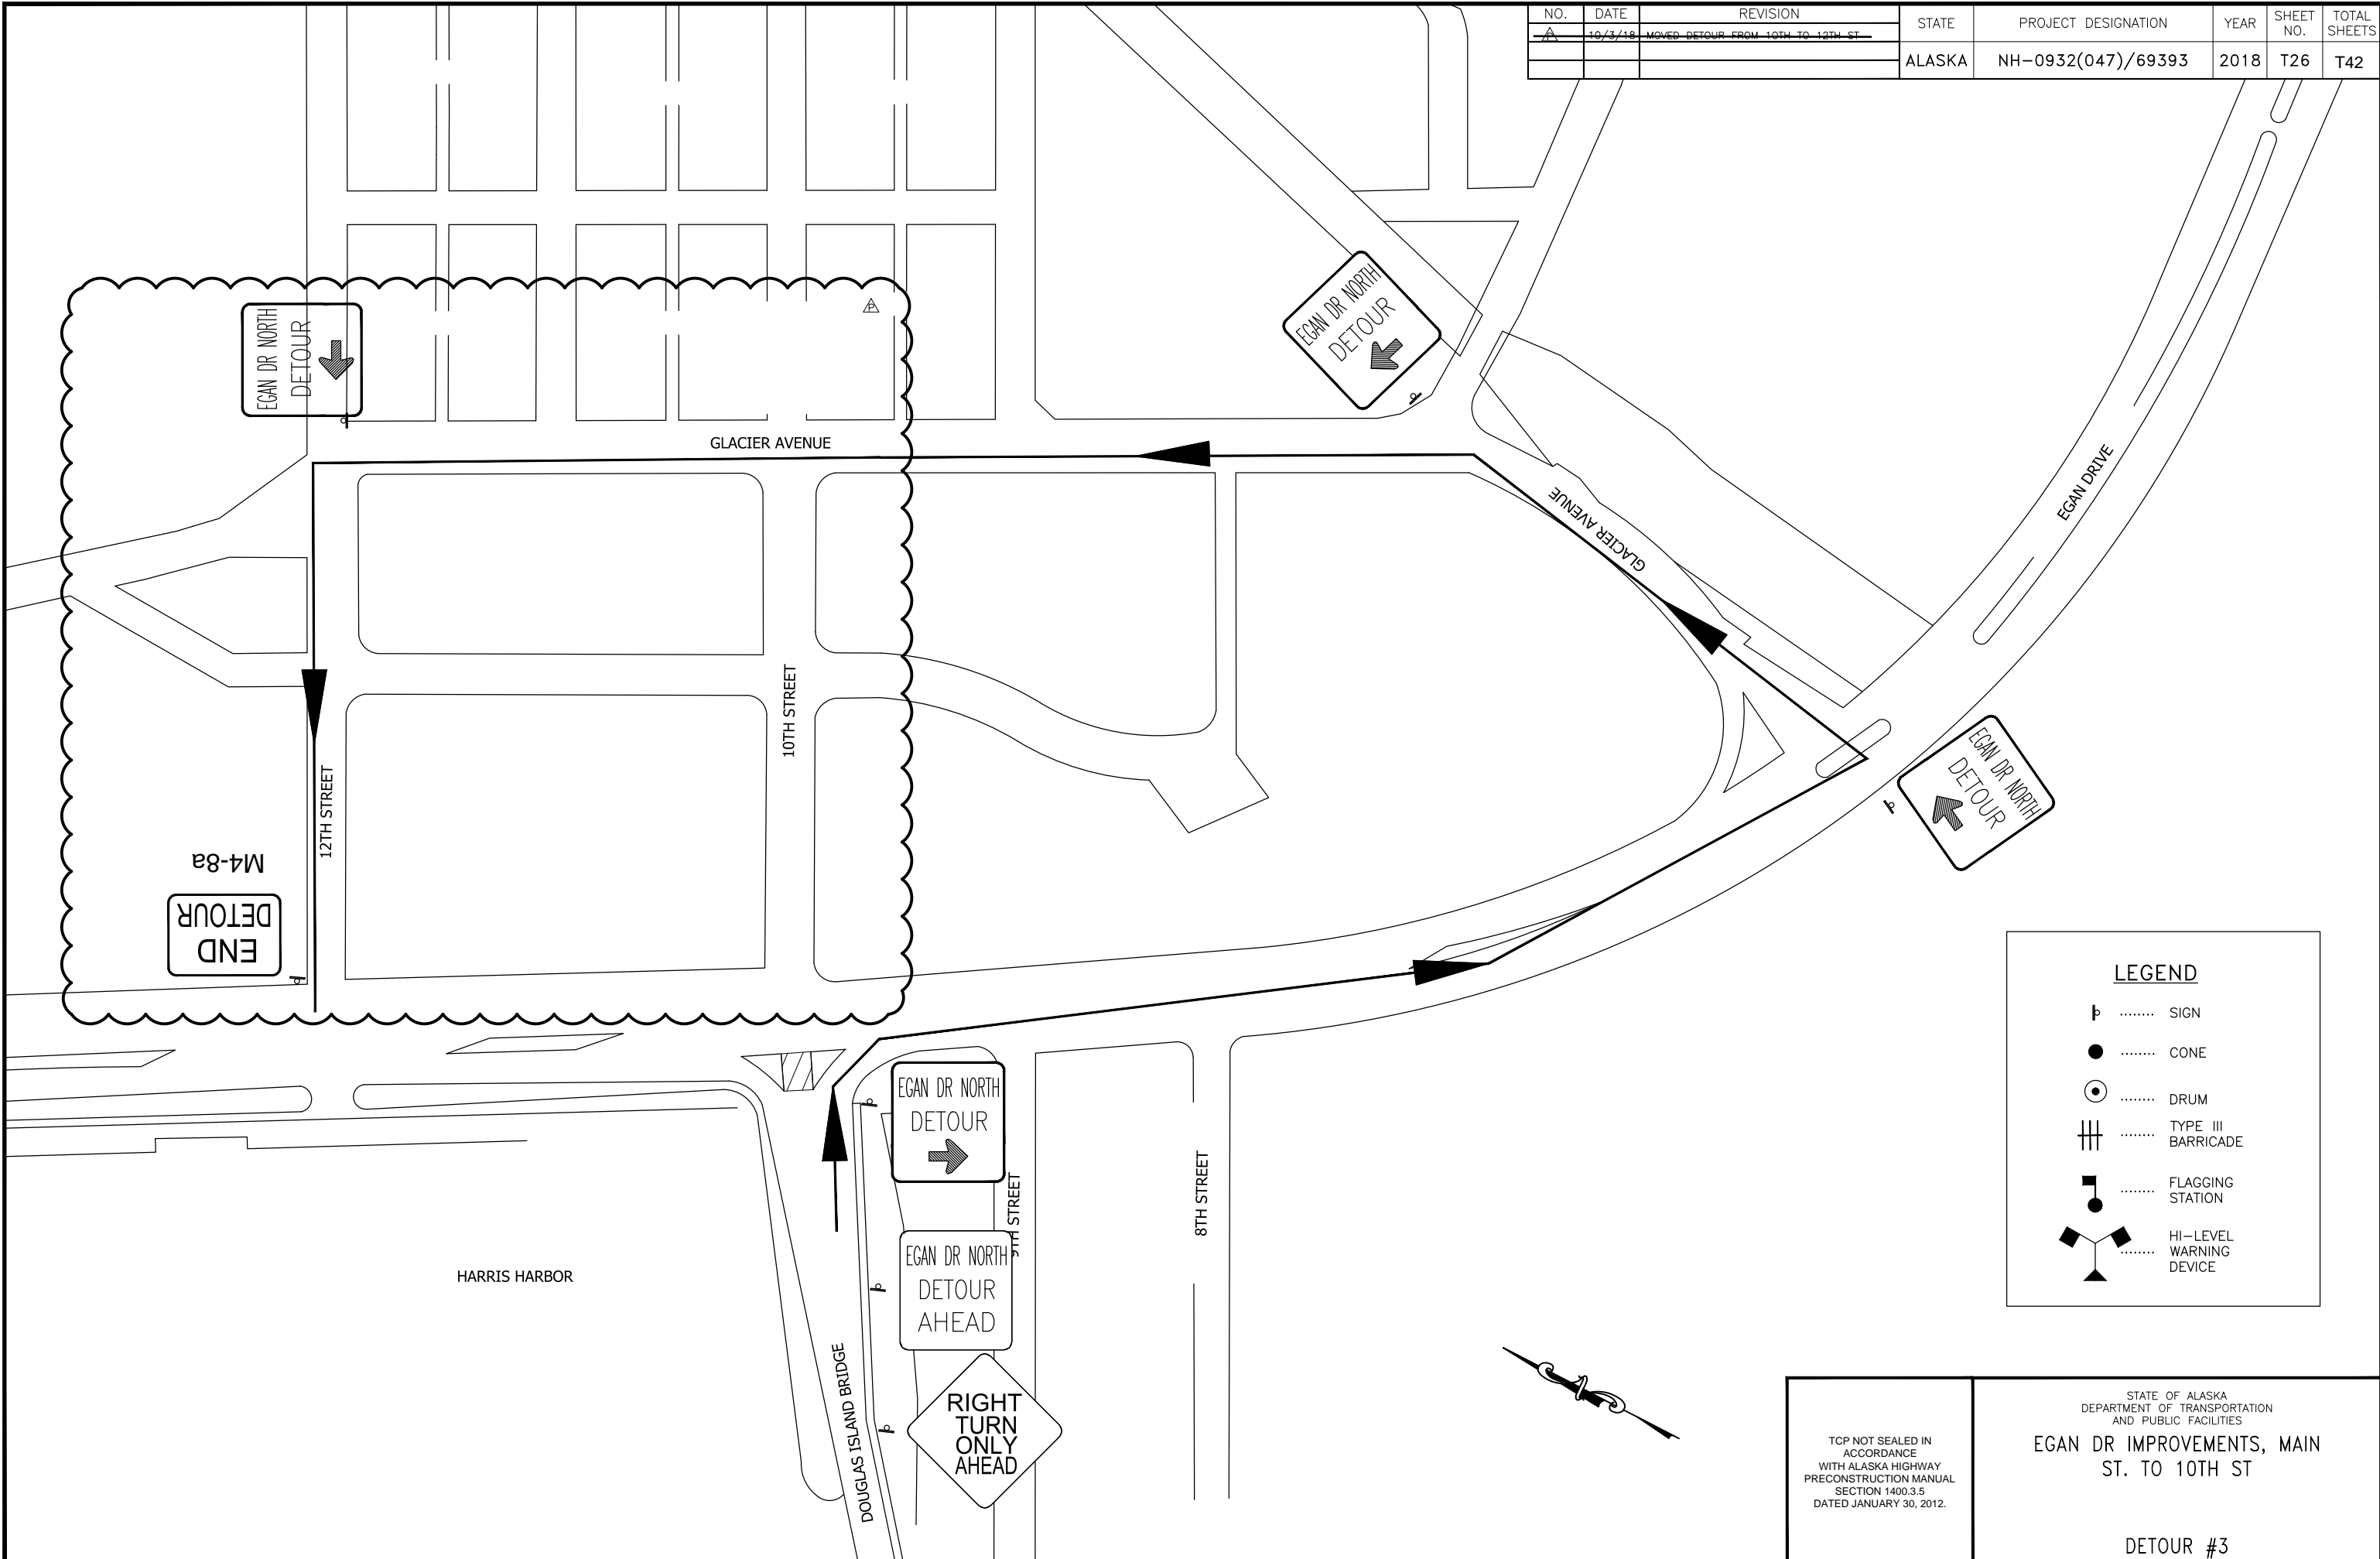 NO. DATE REVISION STATE PROJECT DESIGNATION YEAR SHEET NO. TOTAL SHEETS
10/3/18 MOVED DETOUR FROM 10TH TO 12TH ST
ALASKA NH-0932(047)/69393 2018 T26 T42
EGAN DR NORTH
DETOUR
EGAN DR NORTH
DETOUR
GLACIER AVENUE
GLACIER AVENUE
EGAN DRIVE
10TH STREET
12TH STREET
EGAN DR NORTH
DETOUR
M4-8a
END
DETOUR
EGAN DR NORTH
DETOUR
9TH STREET
8TH STREET
EGAN DR NORTH
DETOUR
AHEAD
HARRIS HARBOR
DOUGLAS ISLAND BRIDGE
RIGHT
TURN
ONLY
AHEAD
LEGEND
SIGN
CONE
DRUM
TYPE III
BARRICADE
FLAGGING
STATION
HI-LEVEL
WARNING
DEVICE
TCP NOT SEALED IN
ACCORDANCE
WITH ALASKA HIGHWAY
PRECONSTRUCTION MANUAL
SECTION 1400.3.5
DATED JANUARY 30, 2012.
STATE OF ALASKA
DEPARTMENT OF TRANSPORTATION
AND PUBLIC FACILITIES
EGAN DR IMPROVEMENTS, MAIN
ST. TO 10TH ST
DETOUR #3